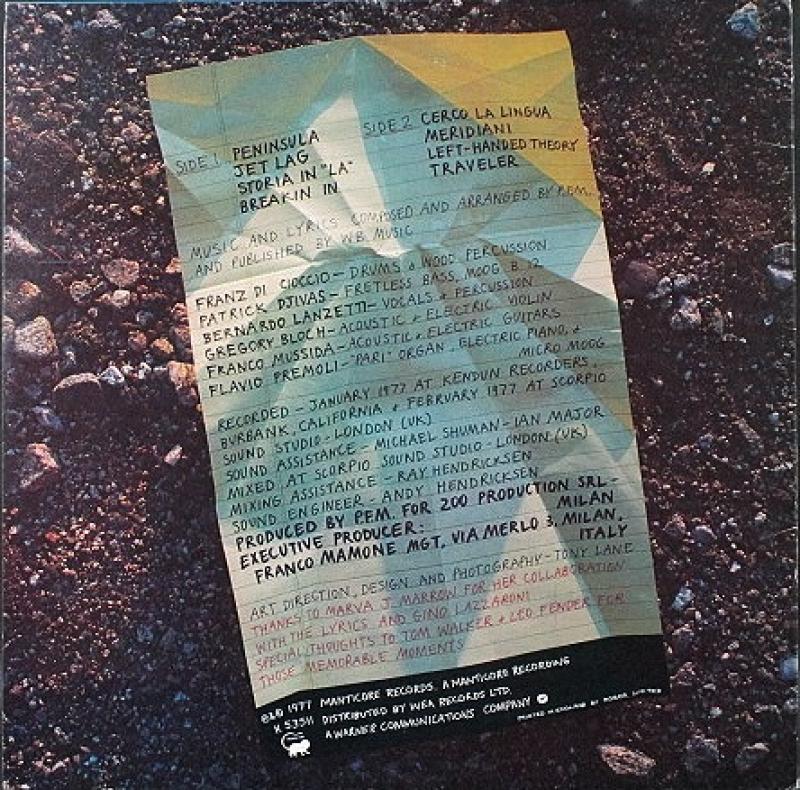 SIDE 1 PENINSULA
JET LAG
STORIA IN "LA"
BREAKIN IN
SIDE 2 CERCO LA LINGUA
MERIDIANI
LEFT-HANDED THEORY
TRAVELER
MUSIC AND LYRICS COMPOSED AND ARRANGED BY P.F.M.
AND PUBLISHED BY W.B. MUSIC
FRANZ DI CIOCCIO - DRUMS & WOOD PERCUSSION
PATRICK DJIVAS - FRETLESS BASS, MOOG B. 12
BERNARDO LANZETTI - VOCALS & PERCUSSION
GREGORY BLOCH - ACOUSTIC & ELECTRIC VIOLIN
FRANCO MUSSIDA - ACOUSTIC & ELECTRIC GUITARS
FLAVIO PREMOLI - "PARI" ORGAN, ELECTRIC PIANO, &
MICRO MOOG
RECORDED - JANUARY 1977 AT KENDUN RECORDERS,
BURBANK, CALIFORNIA & FEBRUARY 1977 AT SCORPIO
SOUND STUDIO - LONDON (UK)
SOUND ASSISTANCE - MICHAEL SHUMAN - IAN MAJOR
MIXED AT SCORPIO SOUND STUDIO - LONDON (UK)
MIXING ASSISTANCE - RAY HENDRICKSEN
SOUND ENGINEER - ANDY HENDRICKSEN
PRODUCED BY P.F.M. FOR ZOO PRODUCTION SRL -
MILAN
EXECUTIVE PRODUCER:
FRANCO MAMONE MGT, VIA MERLO 3, MILAN,
ITALY
ART DIRECTION, DESIGN AND PHOTOGRAPHY - TONY LANE
THANKS TO MARVA J. MARROW FOR HER COLLABORATION
WITH THE LYRICS AND GINO LAZZARONI
SPECIAL THOUGHTS TO TOM WALKER & LEO FENDER FOR
THOSE MEMORABLE MOMENTS
℗&© 1977 MANTICORE RECORDS. A MANTICORE RECORDING
K 53511 DISTRIBUTED BY WEA RECORDS LTD.
A WARNER COMMUNICATIONS COMPANY
PRINTED IN ENGLAND BY